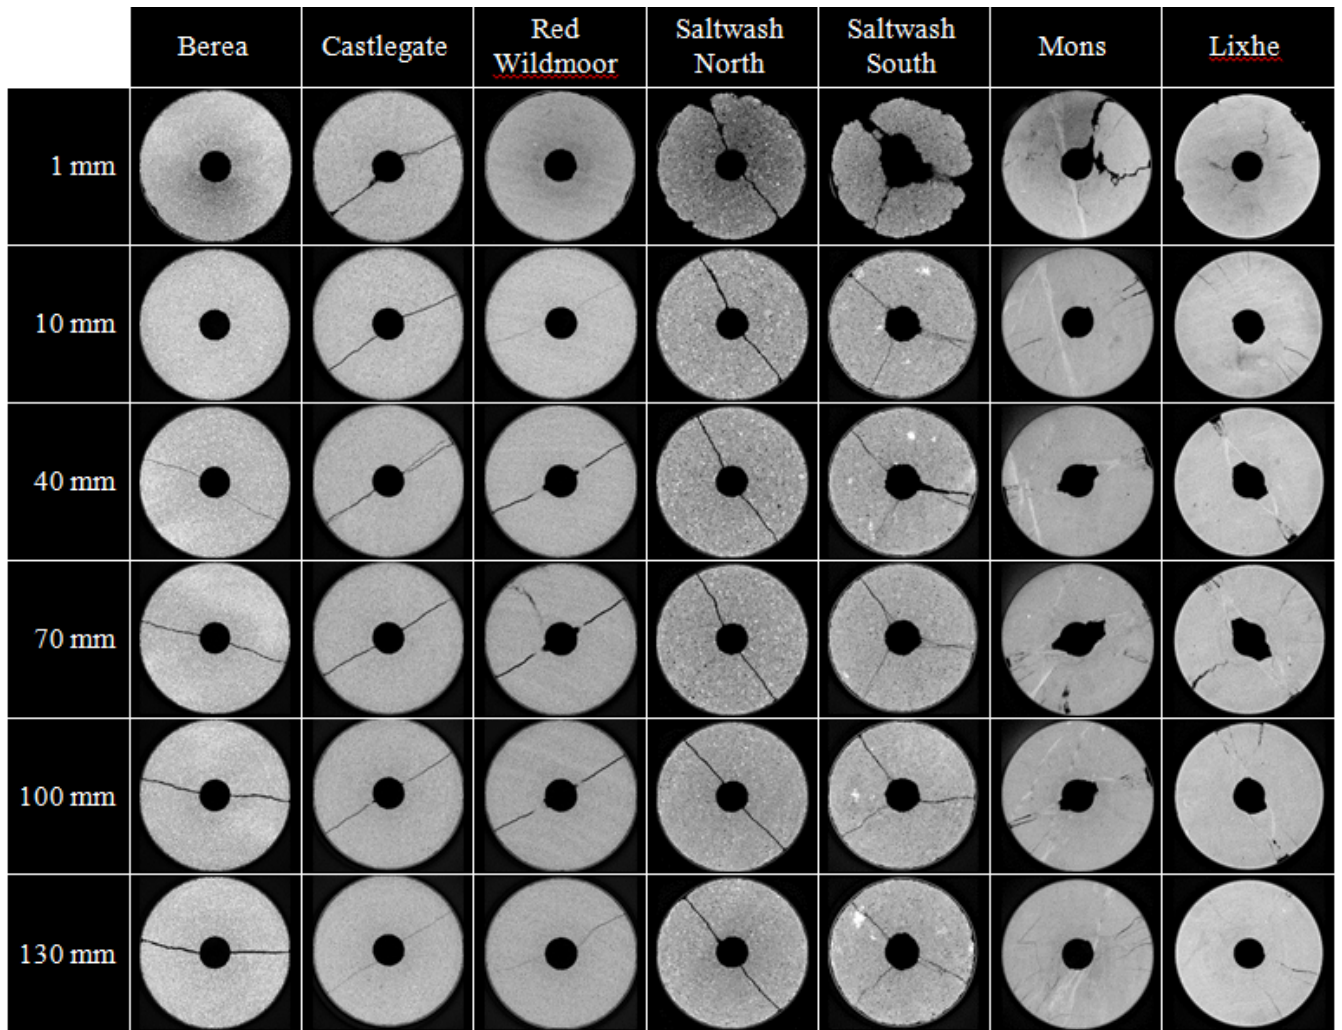 Berea
Castlegate
Red
Wildmoor
Saltwash
North
Saltwash
South
Mons
Lixhe
1 mm
10 mm
40 mm
70 mm
100 mm
130 mm